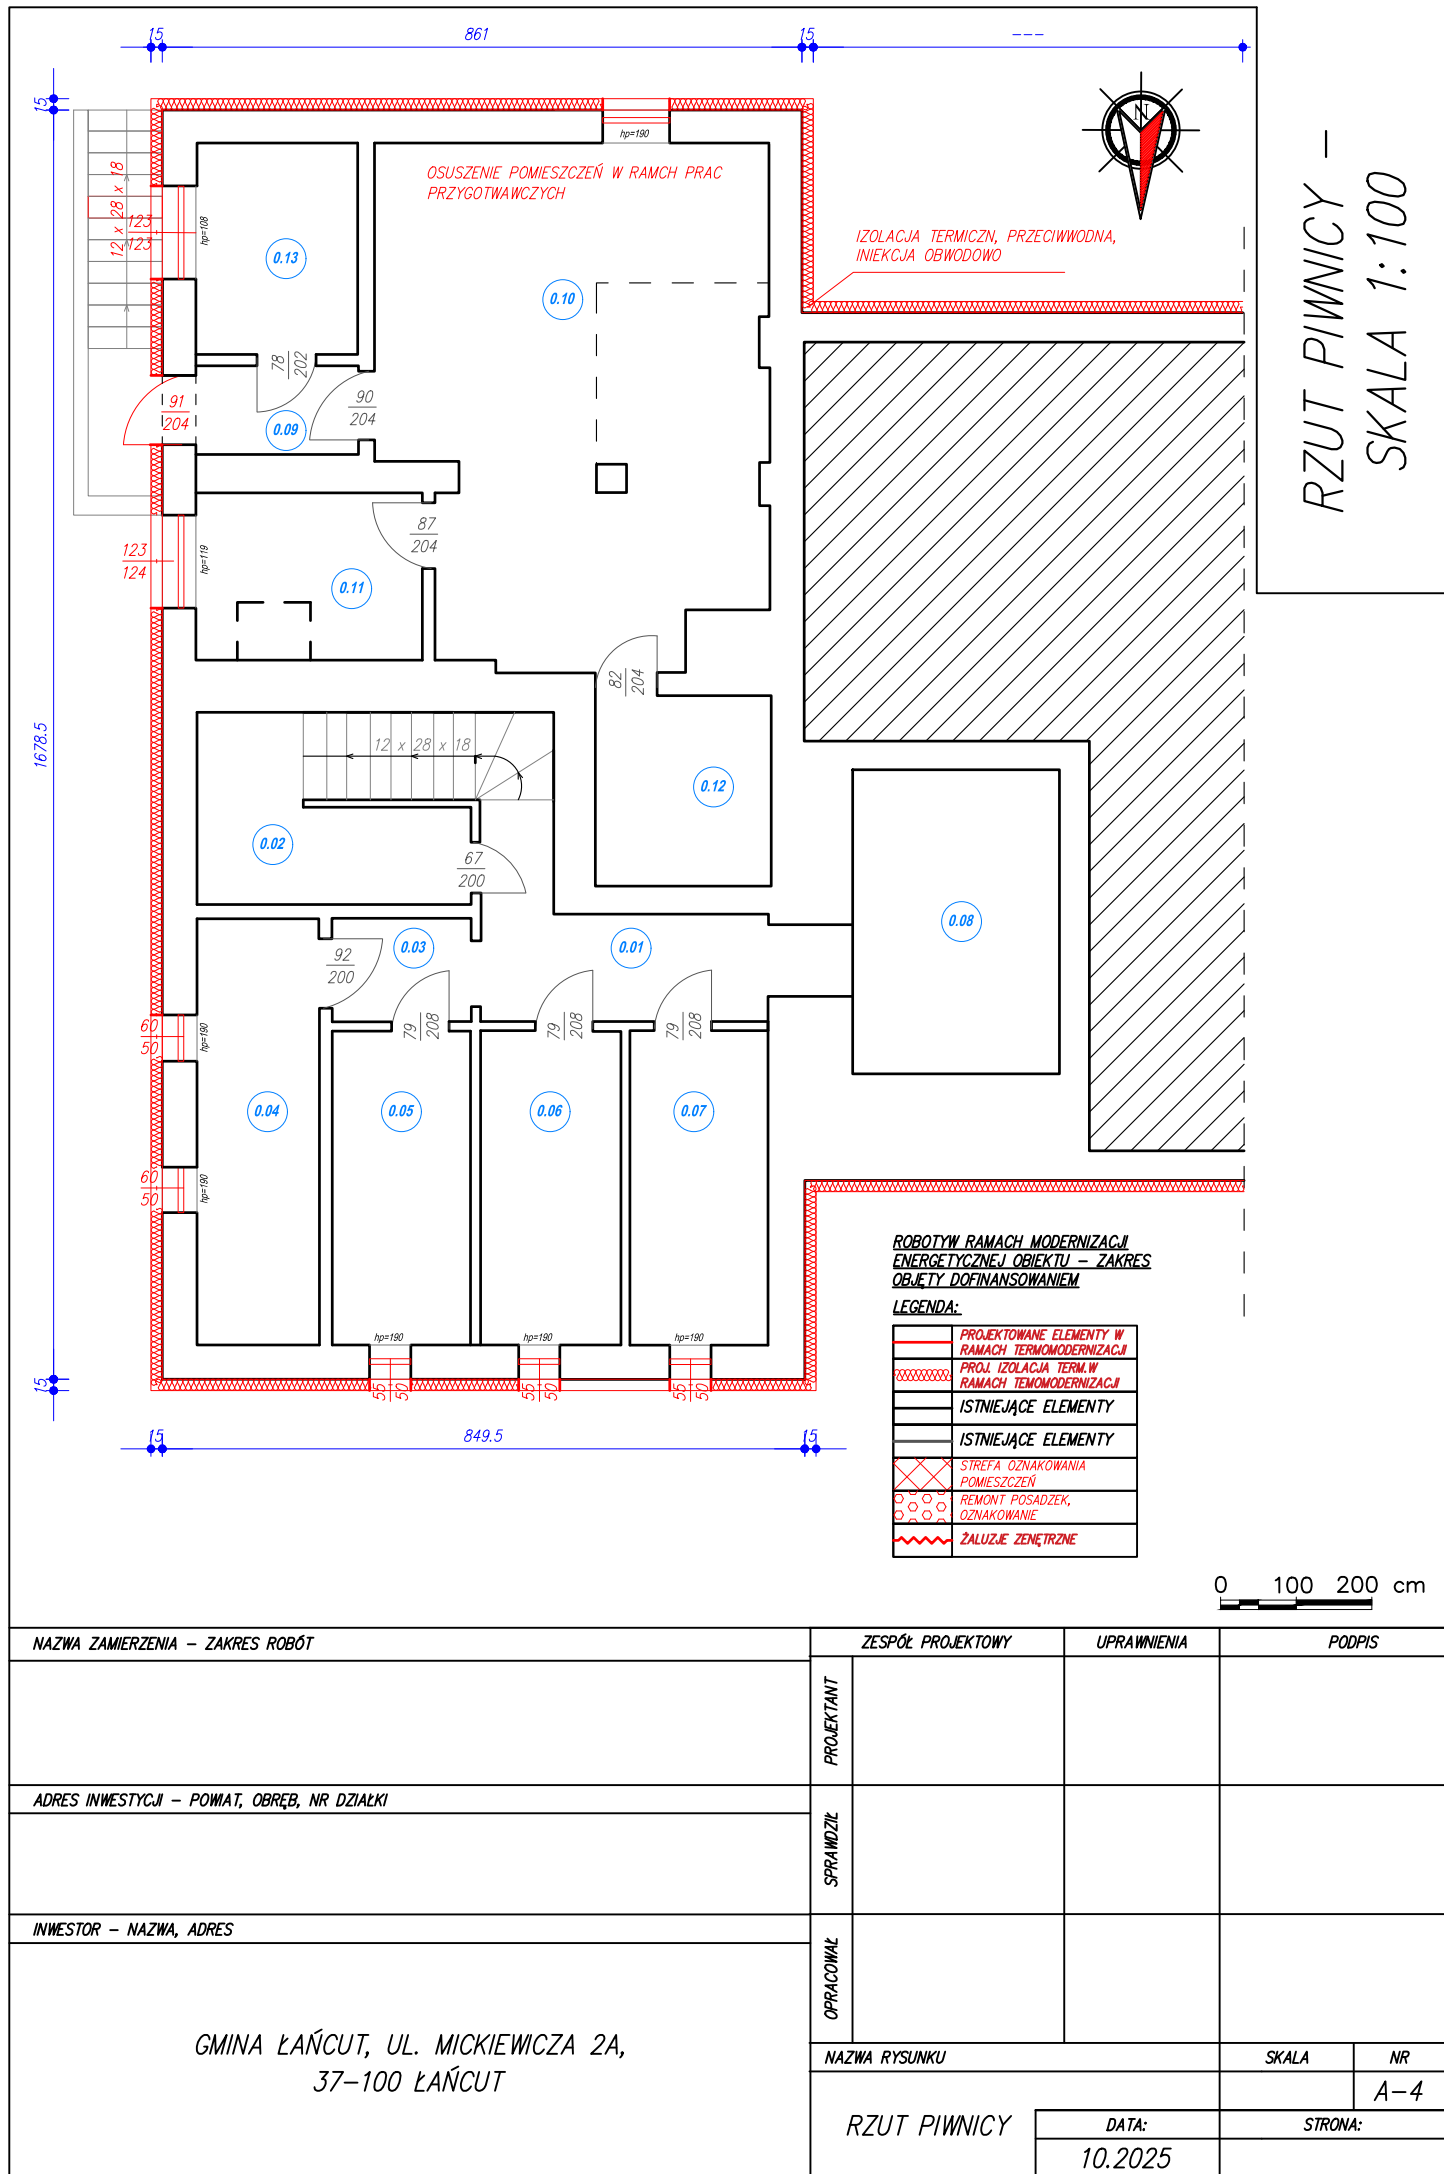 15
861
15
---
15
N
RZUT PIWNICY –
SKALA 1:100
hp=190
OSUSZENIE POMIESZCZEŃ W RAMCH PRAC
PRZYGOTWAWCZYCH
12 x 28 x 18
123
123
hp=108
IZOLACJA TERMICZN, PRZECIWWODNA,
INIEKCJA OBWODOWO
0.13
0.10
78
202
91
204
90
204
0.09
87
204
123
124
hp=119
0.11
82
204
1678.5
12 x 28 x 18
0.12
0.02
67
200
0.08
0.03
0.01
92
200
60
50
hp=190
79
208
79
208
79
208
0.04
0.05
0.06
0.07
60
50
hp=190
ROBOTYW RAMACH MODERNIZACJI
ENERGETYCZNEJ OBIEKTU – ZAKRES
OBJĘTY DOFINANSOWANIEM
LEGENDA:
PROJEKTOWANE ELEMENTY W
RAMACH TERMOMODERNIZACJI
PROJ. IZOLACJA TERM.W
RAMACH TEMOMODERNIZACJI
ISTNIEJĄCE ELEMENTY
ISTNIEJĄCE ELEMENTY
STREFA OZNAKOWANIA
POMIESZCZEŃ
REMONT POSADZEK,
OZNAKOWANIE
ŻALUZJE ZENĘTRZNE
hp=190
hp=190
hp=190
55
50
55
50
55
50
15
15
849.5
15
0 100 200 cm
NAZWA ZAMIERZENIA – ZAKRES ROBÓT
ZESPÓŁ PROJEKTOWY
UPRAWNIENIA
PODPIS
PROJEKTANT
ADRES INWESTYCJI – POWIAT, OBRĘB, NR DZIAŁKI
SPRAWDZIŁ
INWESTOR – NAZWA, ADRES
OPRACOWAŁ
GMINA ŁAŃCUT, UL. MICKIEWICZA 2A,
37–100 ŁAŃCUT
NAZWA RYSUNKU
SKALA
NR
A–4
RZUT PIWNICY
DATA:
STRONA:
10.2025